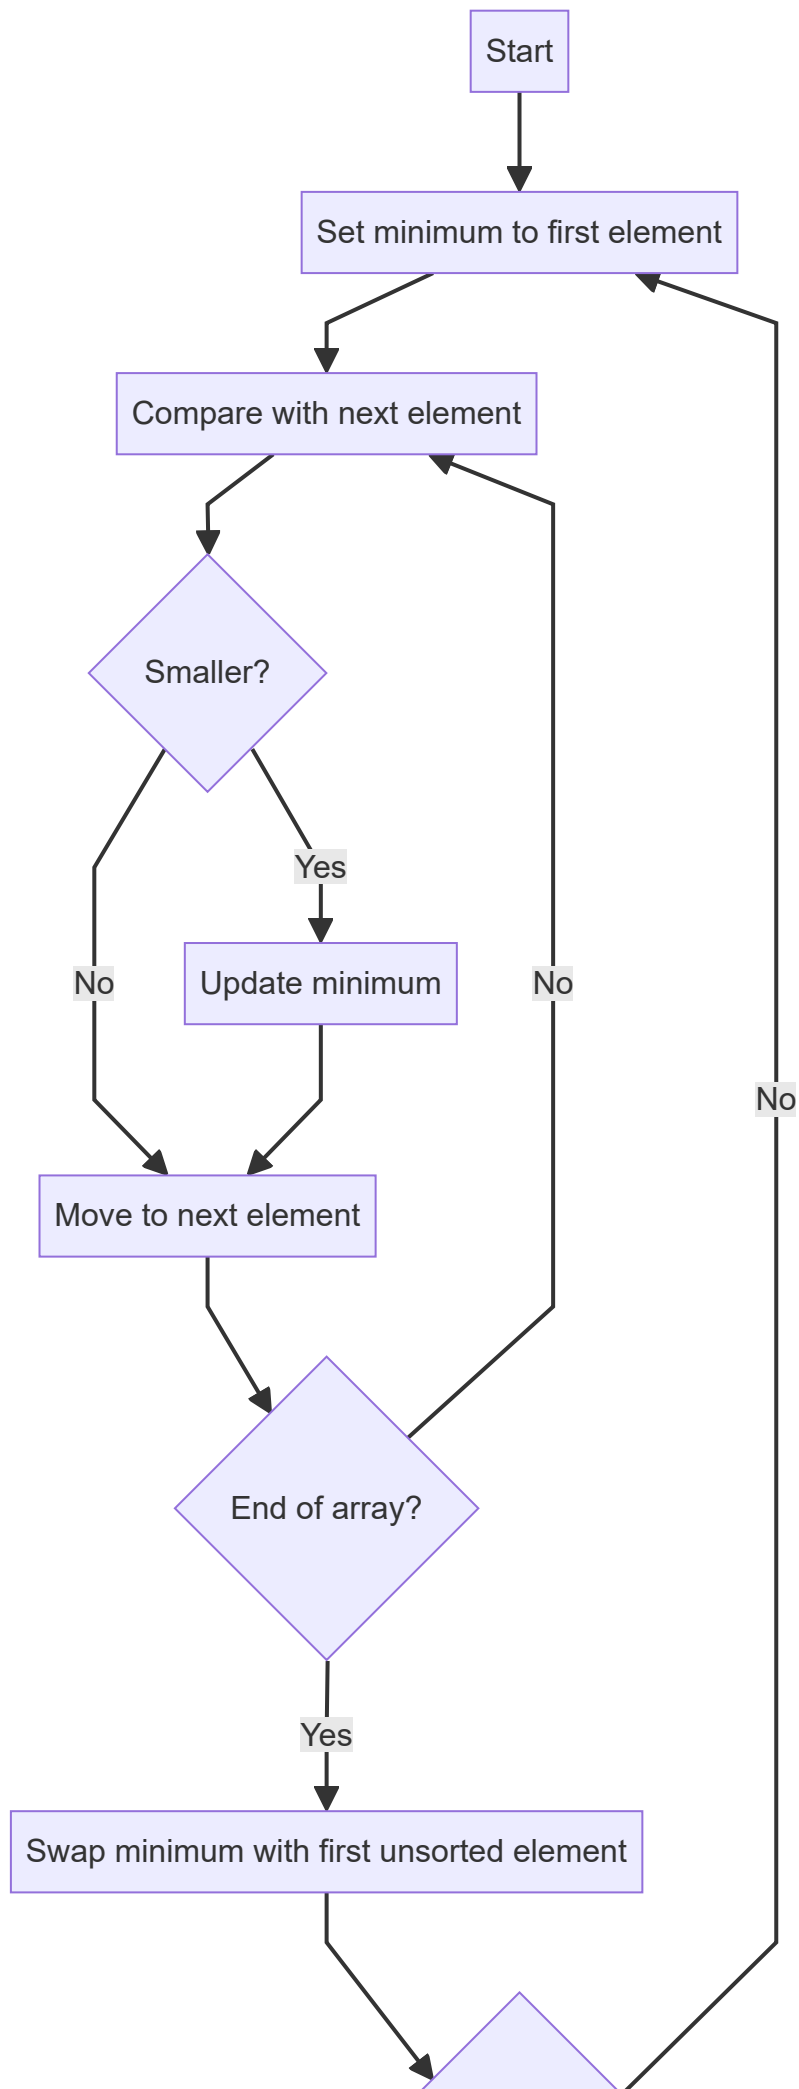 Start
Set minimum to first element
Compare with next element
Smaller?
Yes
No
Update minimum
No
No
Move to next element
End of array?
Yes
Swap minimum with first unsorted element